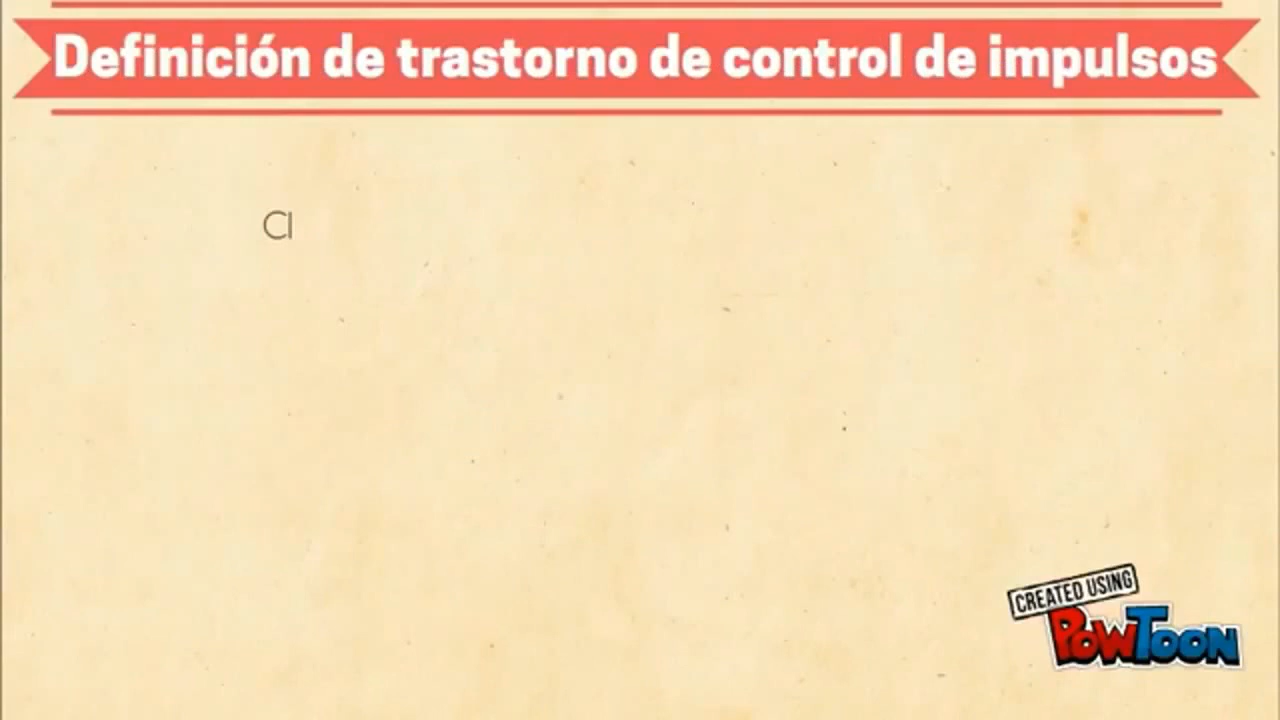 Definición de trastorno de control de impulsos
Cl
CREATED USING
POWTOON